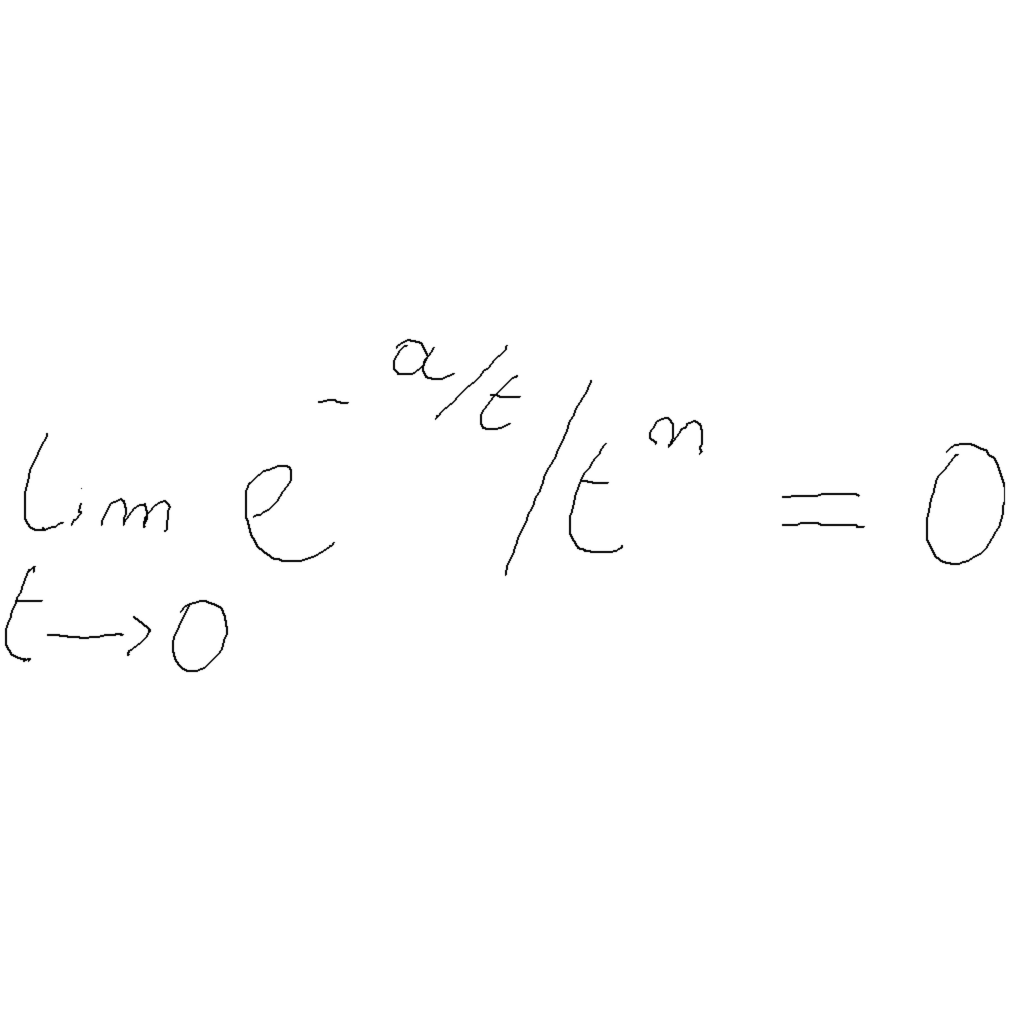 lim e^{-a/t}/t^n = 0
t→0